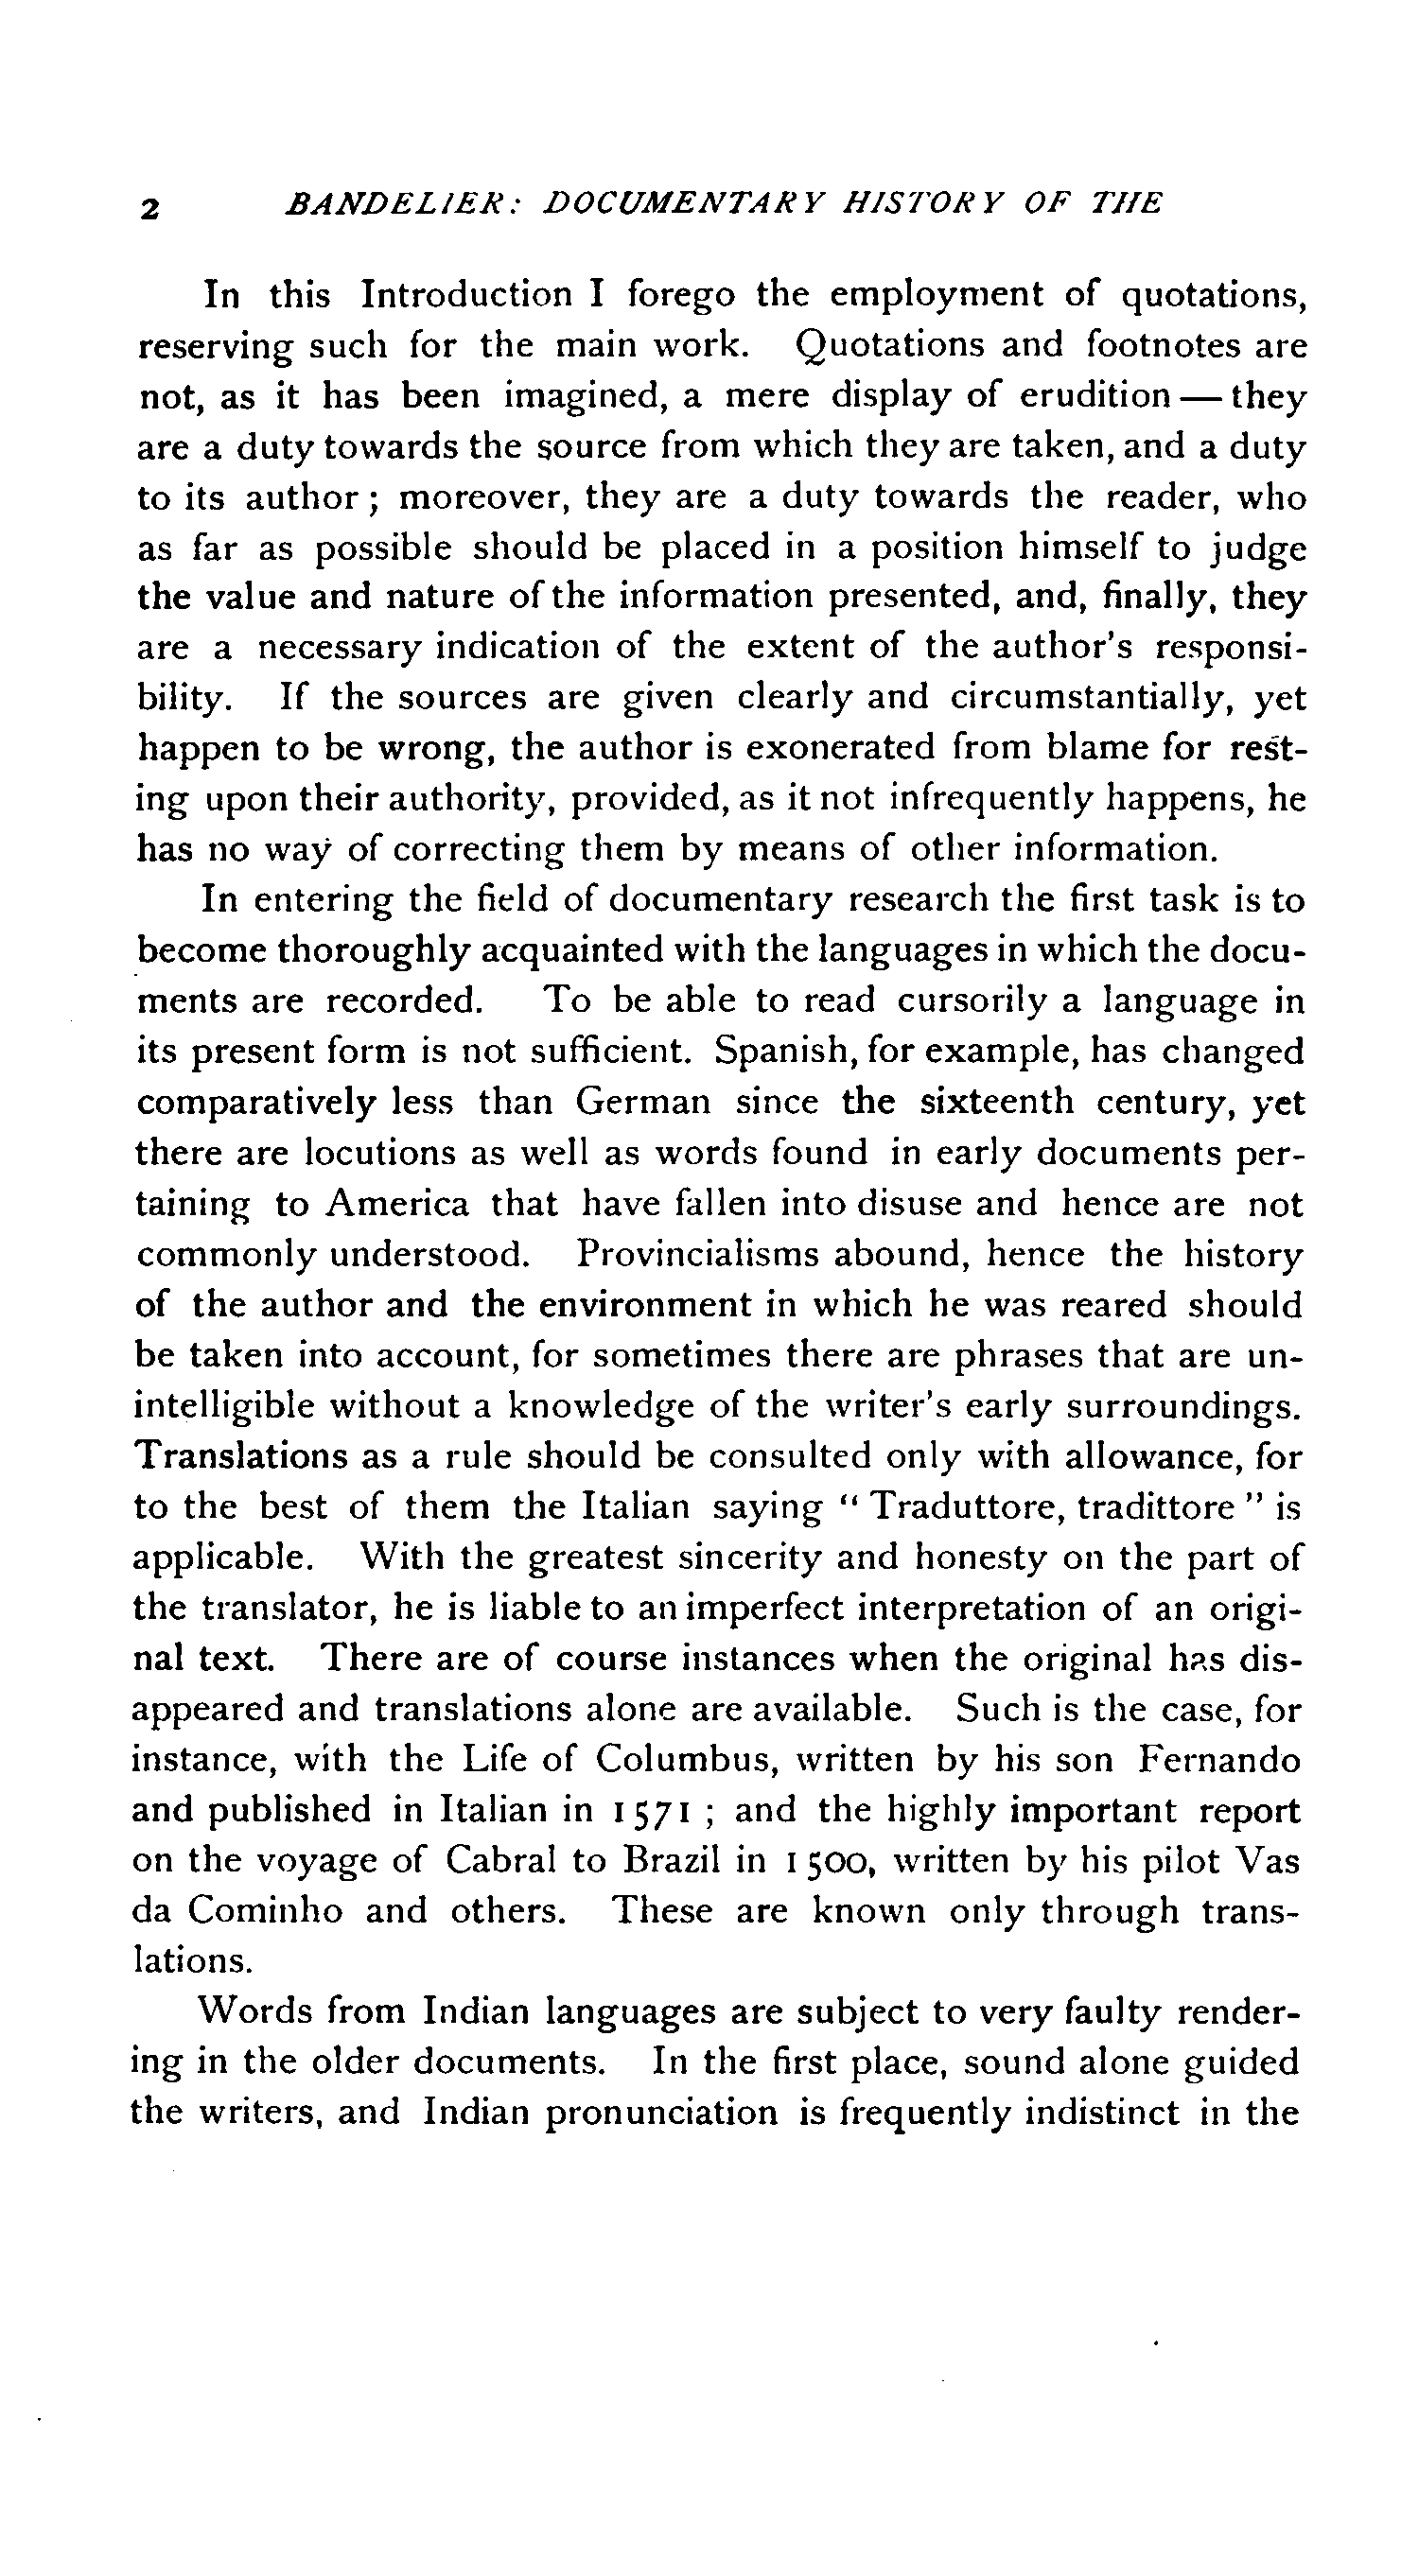 2 BANDELIER: DOCUMENTARY HISTORY OF THE
In this Introduction I forego the employment of quotations,
reserving such for the main work. Quotations and footnotes are
not, as it has been imagined, a mere display of erudition — they
are a duty towards the source from which they are taken, and a duty
to its author; moreover, they are a duty towards the reader, who
as far as possible should be placed in a position himself to judge
the value and nature of the information presented, and, finally, they
are a necessary indication of the extent of the author's responsi-
bility. If the sources are given clearly and circumstantially, yet
happen to be wrong, the author is exonerated from blame for rest-
ing upon their authority, provided, as it not infrequently happens, he
has no way of correcting them by means of other information.
In entering the field of documentary research the first task is to
become thoroughly acquainted with the languages in which the docu-
ments are recorded. To be able to read cursorily a language in
its present form is not sufficient. Spanish, for example, has changed
comparatively less than German since the sixteenth century, yet
there are locutions as well as words found in early documents per-
taining to America that have fallen into disuse and hence are not
commonly understood. Provincialisms abound, hence the history
of the author and the environment in which he was reared should
be taken into account, for sometimes there are phrases that are un-
intelligible without a knowledge of the writer's early surroundings.
Translations as a rule should be consulted only with allowance, for
to the best of them the Italian saying "Traduttore, tradittore" is
applicable. With the greatest sincerity and honesty on the part of
the translator, he is liable to an imperfect interpretation of an origi-
nal text. There are of course instances when the original has dis-
appeared and translations alone are available. Such is the case, for
instance, with the Life of Columbus, written by his son Fernando
and published in Italian in 1571; and the highly important report
on the voyage of Cabral to Brazil in 1500, written by his pilot Vas
da Cominho and others. These are known only through trans-
lations.
Words from Indian languages are subject to very faulty render-
ing in the older documents. In the first place, sound alone guided
the writers, and Indian pronunciation is frequently indistinct in the